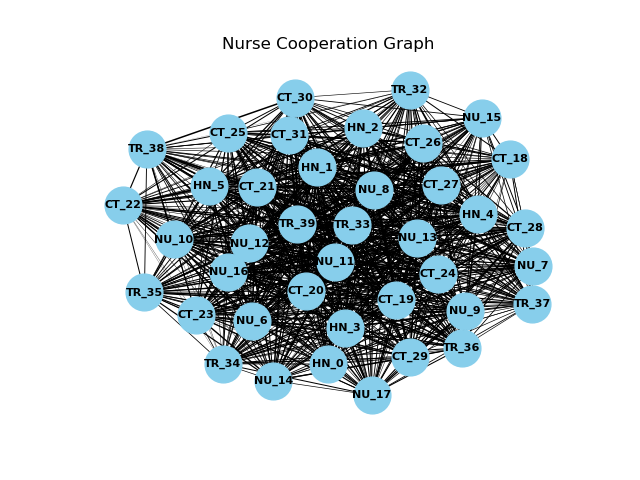 Nurse Cooperation Graph
TR_32
CT_30
NU_15
HN_2
CT_25
CT_31
CT_26
TR_38
CT_18
HN_1
CT_27
HN_5
CT_21
NU_8
CT_22
HN_4
TR_39
TR_33
CT_28
NU_10
NU_13
NU_12
NU_11
NU_7
NU_16
CT_24
TR_35
CT_20
CT_19
TR_37
NU_9
CT_23
NU_6
HN_3
TR_36
CT_29
TR_34
HN_0
NU_14
NU_17